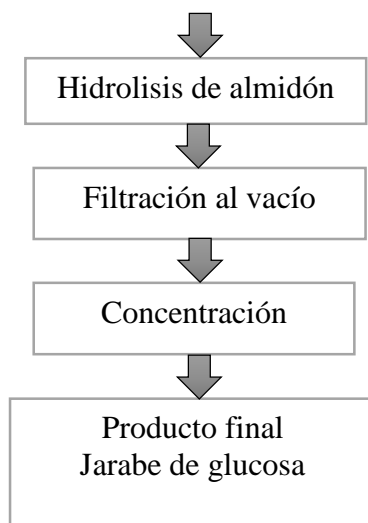 Hidrolisis de almidón
Filtración al vacío
Concentración
Producto final
Jarabe de glucosa